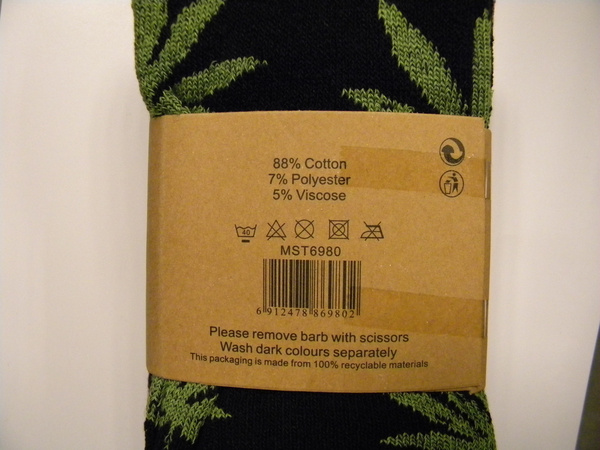 88% Cotton
7% Polyester
5% Viscose
40
MST6980
6 912478 869802
Please remove barb with scissors
Wash dark colours separately
This packaging is made from 100% recyclable materials